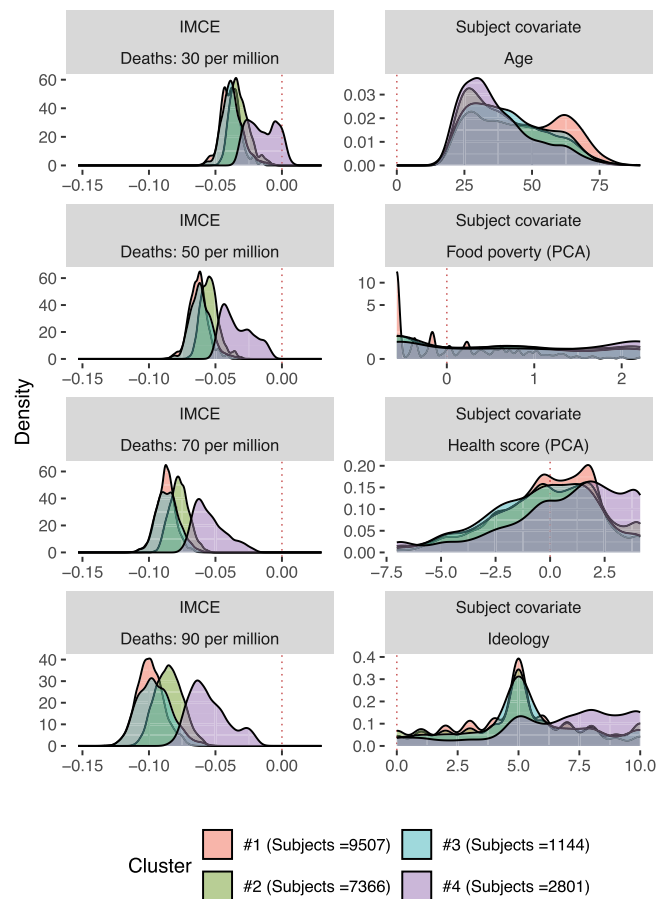 IMCE
Deaths: 30 per million
Subject covariate
Age
60
40
20
0
−0.15 −0.10 −0.05 0.00
0.03
0.02
0.01
0.00
0 25 50 75
IMCE
Deaths: 50 per million
Subject covariate
Food poverty (PCA)
60
40
20
0
−0.15 −0.10 −0.05 0.00
10
5
0
0 1 2
Density
IMCE
Deaths: 70 per million
Subject covariate
Health score (PCA)
60
40
20
0
−0.15 −0.10 −0.05 0.00
0.20
0.15
0.10
0.05
0.00
−7.5 −5.0 −2.5 0.0 2.5
IMCE
Deaths: 90 per million
Subject covariate
Ideology
40
30
20
10
0
−0.15 −0.10 −0.05 0.00
0.4
0.3
0.2
0.1
0.0
0.0 2.5 5.0 7.5 10.0
Cluster
#1 (Subjects =9507)
#2 (Subjects =7366)
#3 (Subjects =1144)
#4 (Subjects =2801)